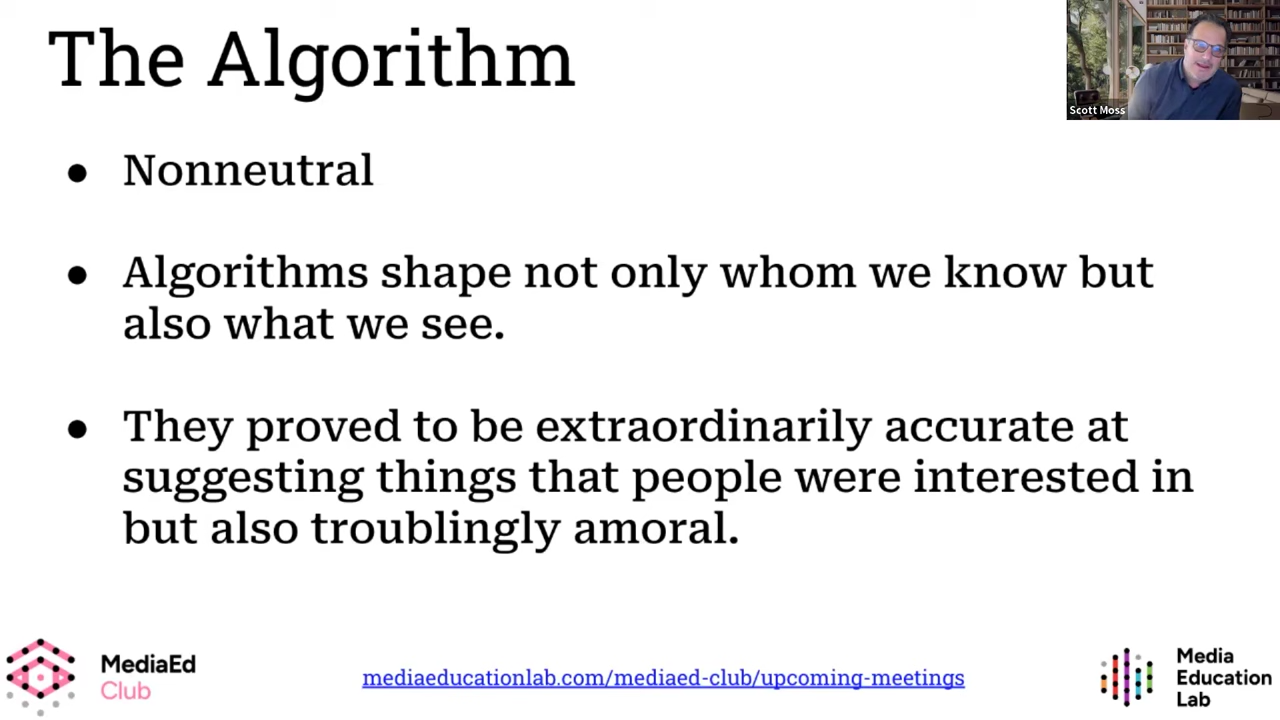 The Algorithm
Scott Moss
● Nonneutral
● Algorithms shape not only whom we know but
also what we see.
● They proved to be extraordinarily accurate at
suggesting things that people were interested in
but also troublingly amoral.
MediaEd
Club
mediaeducationlab.com/mediaed-club/upcoming-meetings
Media
Education
Lab